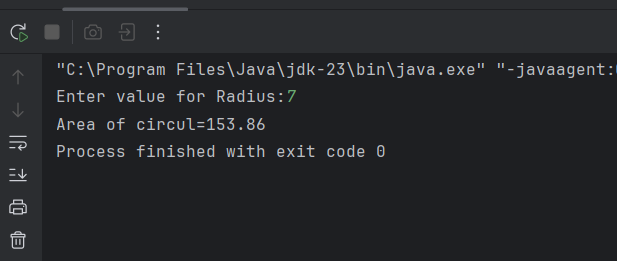 "C:\Program Files\Java\jdk-23\bin\java.exe" "-javaagent:
Enter value for Radius:7
Area of circul=153.86
Process finished with exit code 0